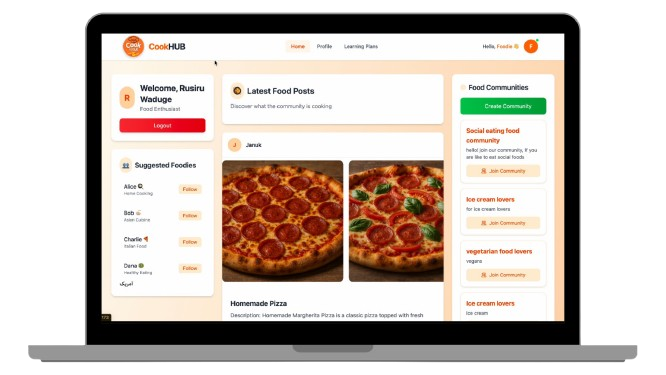 COOK
CookHUB
Home
Profile
Learning Plans
Hello, Foodie
F
R
Welcome, Rusiru
Waduge
Food Enthusiast
Logout
Suggested Foodies
Alice
Home Cooking
Follow
Bob
Asian Cuisine
Follow
Charlie
Italian Food
Follow
Dana
Healthy Eating
Follow
آمریک
Latest Food Posts
Discover what the community is cooking
J
Januk
Homemade Pizza
Description: Homemade Margherita Pizza is a classic pizza topped with fresh
Food Communities
Create Community
Social eating food
community
hello! join our community, if you
are like to eat social foods
Join Community
Ice cream lovers
for ice cream lovers
Join Community
vegetarian food lovers
vegans
Join Community
Ice cream lovers
Ice cream